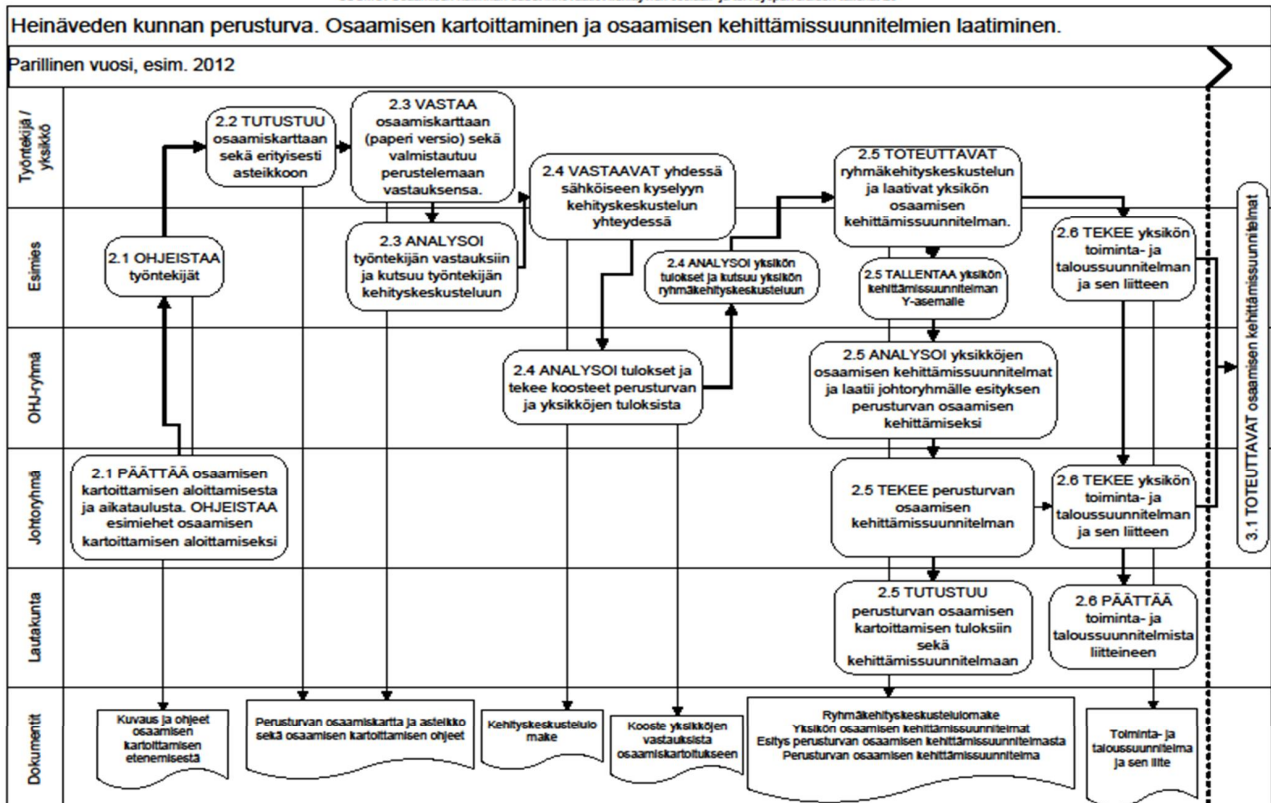 Heinäveden kunnan perusturva. Osaamisen kartoittaminen ja osaamisen kehittämissuunnitelmien laatiminen.
Parillinen vuosi, esim. 2012
Työntekijä /
yksikkö
2.2 TUTUSTUU
osaamiskarttaan
sekä erityisesti
asteikkoon
2.3 VASTAA
osaamiskarttaan
(paperi versio) sekä
valmistautuu
perustelemaan
vastauksensa.
2.4 VASTAAVAT yhdessä
sähköiseen kyselyyn
kehityskeskustelun
yhteydessä
2.5 TOTEUTTAVAT
ryhmäkehityskeskustelun
ja laativat yksikön
osaamisen
kehittämissuunnitelman.
Esimies
2.1 OHJEISTAA
työntekijät
2.3 ANALYSOI
työntekijän vastauksiin
ja kutsuu työntekijän
kehityskeskusteluun
2.4 ANALYSOI yksikön
tulokset ja kutsuu yksikön
ryhmäkehityskeskusteluun
2.5 TALLENTAA yksikön
kehittämissuunnitelman
Y-asemalle
2.6 TEKEE yksikön
toiminta- ja
taloussuunnitelman
ja sen liitteen
3.1 TOTEUTTAVAT osaamisen kehittämissuunnitelmat
OHJ-ryhmä
2.4 ANALYSOI tulokset ja
tekee koosteet perusturvan
ja yksikköjen tuloksista
2.5 ANALYSOI yksikköjen
osaamisen kehittämissuunnitelmat
ja laatii johtoryhmälle esityksen
perusturvan osaamisen
kehittämiseksi
Johtoryhmä
2.1 PÄÄTTÄÄ osaamisen
kartoittamisen aloittamisesta
ja aikataulusta. OHJEISTAA
esimiehet osaamisen
kartoittamisen aloittamiseksi
2.5 TEKEE perusturvan
osaamisen
kehittämissuunnitelman
2.6 TEKEE yksikön
toiminta- ja
taloussuunnitelman
ja sen liitteen
Lautakunta
2.5 TUTUSTUU
perusturvan osaamisen
kartoittamisen tuloksiin
sekä
kehittämissuunnitelmaan
2.6 PÄÄTTÄÄ
toiminta- ja
taloussuunnitelmista
liitteineen
Dokumentit
Kuvaus ja ohjeet
osaamisen
kartoittamisen
etenemisestä
Perusturvan osaamiskartta ja asteikko
sekä osaamisen kartoittamisen ohjeet
Kehityskeskustelulo
make
Kooste yksikköjen
vastauksista
osaamiskartoitukseen
Ryhmäkehityskeskustelulomake
Yksikön osaamisen kehittämissuunnitelmat
Esitys perusturvan osaamisen kehittämissuunnitelmasta
Perusturvan osaamisen kehittämissuunnitelma
Toiminta- ja
taloussuunnitelma
ja sen liite